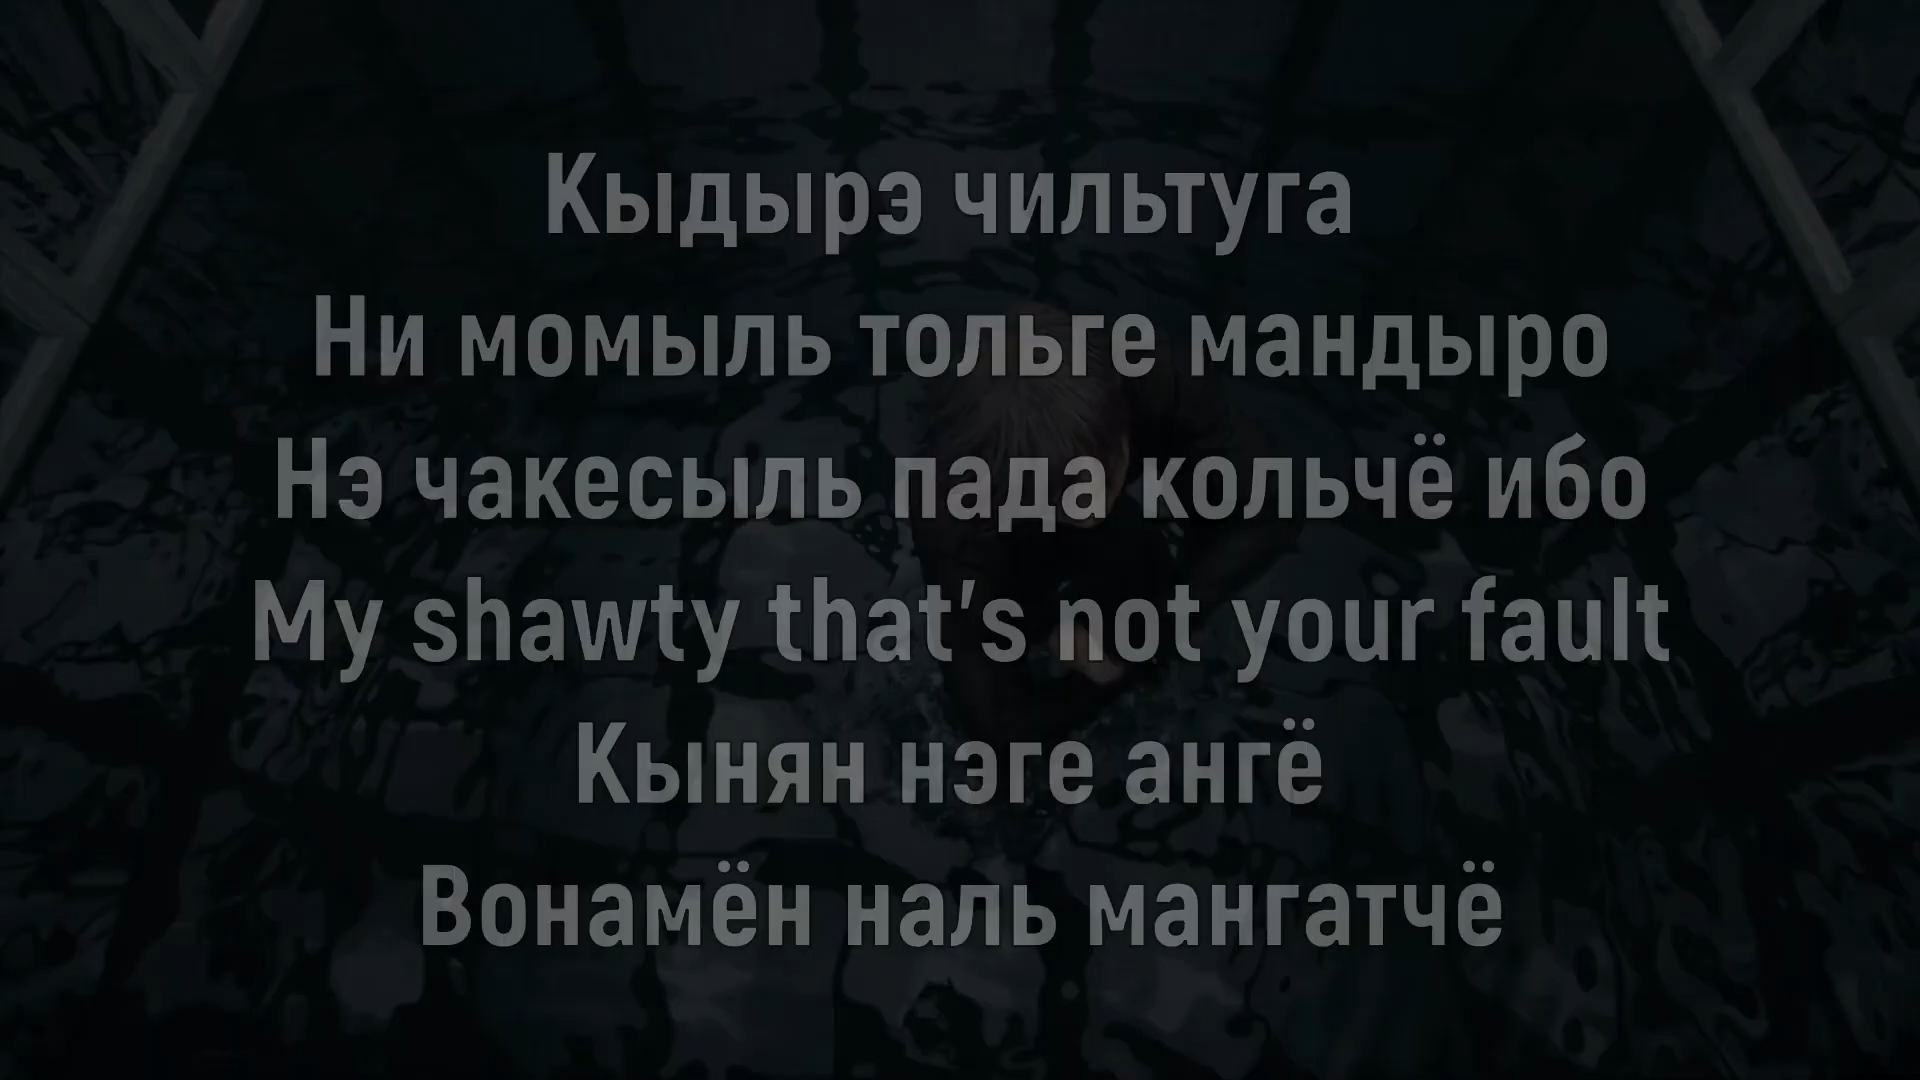 Кыдырэ чильтуга
Ни момыль тольге мандыро
Нэ чакесыль пада кольчё ибо
My shawty that's not your fault
Кынян нэге ангё
Вонамён наль мангатчё